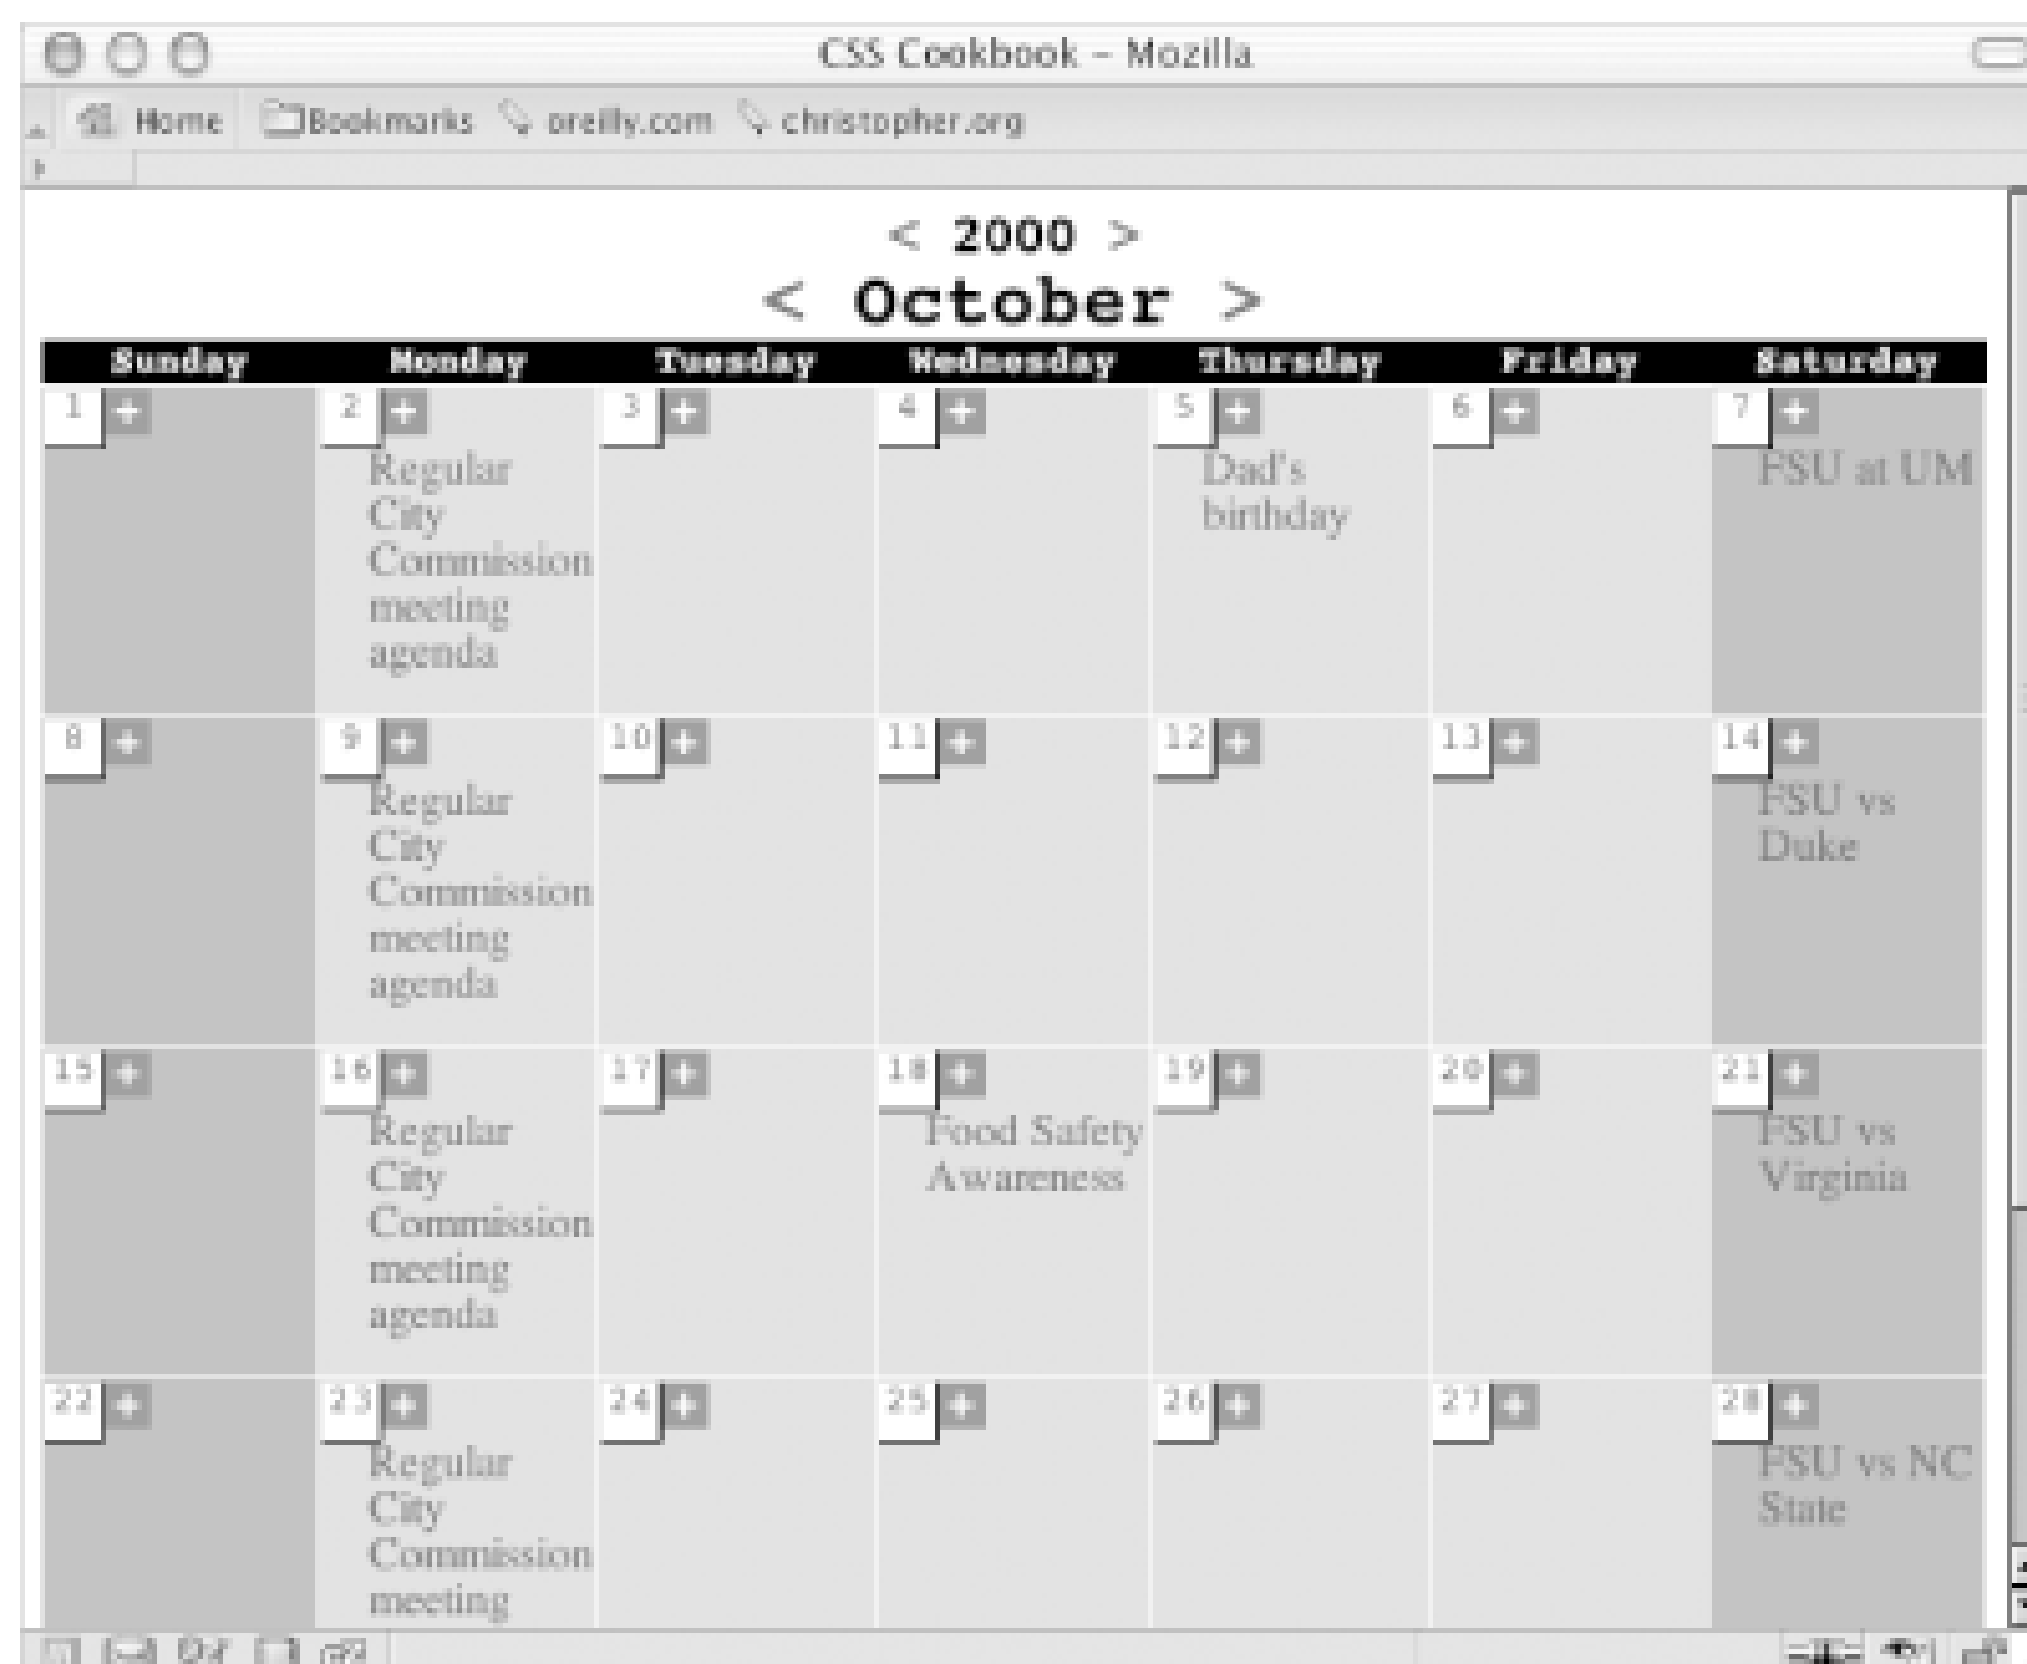 CSS Cookbook – Mozilla
Home Bookmarks oreilly.com christopher.org
< 2000 >
< October >
Sunday Monday Tuesday Wednesday Thursday Friday Saturday
1 + 2 + 3 + 4 + 5 + 6 + 7 +
Regular Dad's FSU at UM
City birthday
Commission
meeting
agenda
8 + 9 + 10 + 11 + 12 + 13 + 14 +
Regular FSU vs
City Duke
Commission
meeting
agenda
15 + 16 + 17 + 18 + 19 + 20 + 21 +
Regular Food Safety FSU vs
City Awareness Virginia
Commission
meeting
agenda
22 + 23 + 24 + 25 + 26 + 27 + 28 +
Regular FSU vs NC
City State
Commission
meeting